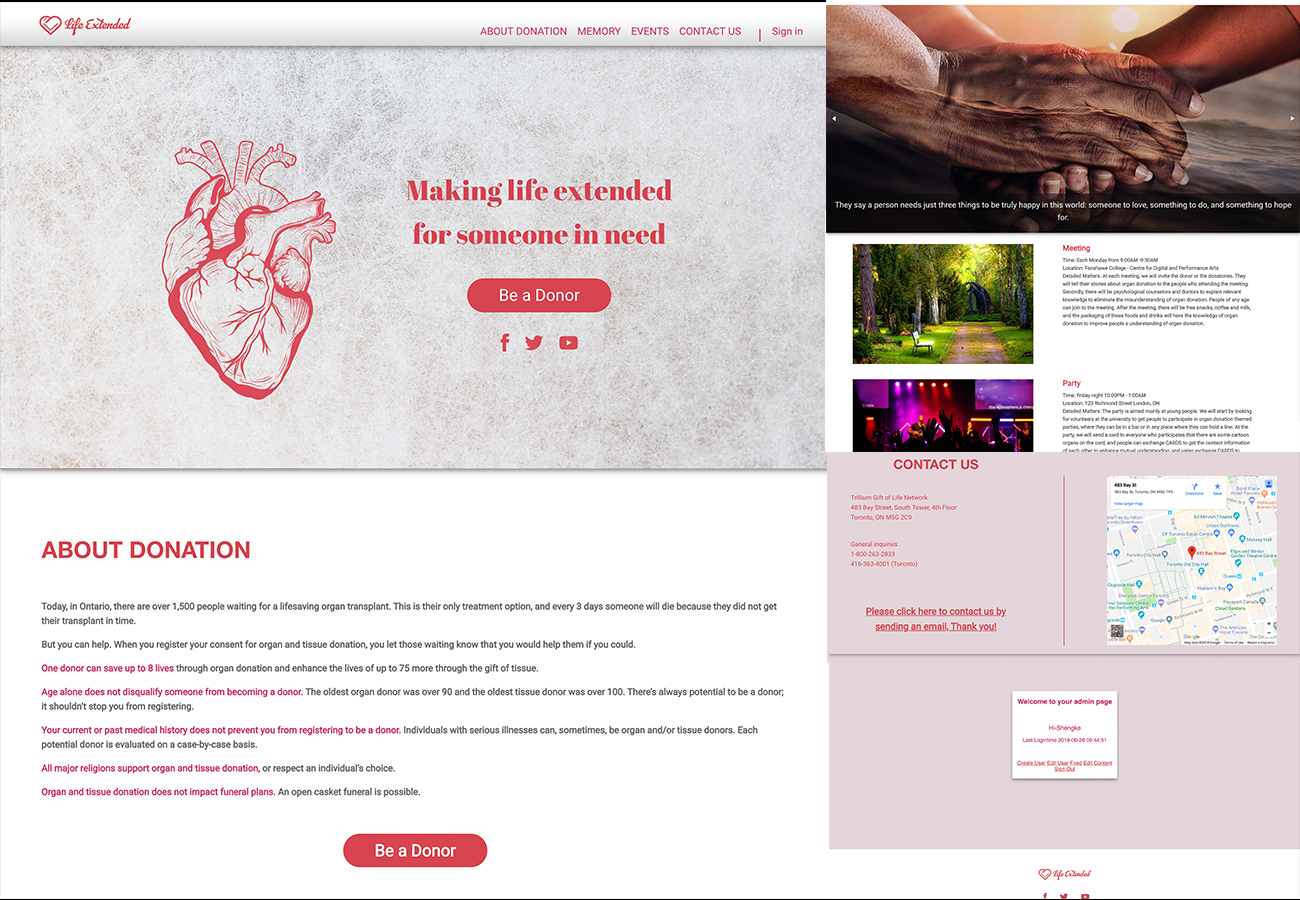 Life Extended
ABOUT DONATION MEMORY EVENTS CONTACT US | Sign in
Making life extended
for someone in need
Be a Donor
ABOUT DONATION
Today, in Ontario, there are over 1,500 people waiting for a lifesaving organ transplant. This is their only treatment option, and every 3 days someone will die because they did not get
their transplant in time.
But you can help. When you register your consent for organ and tissue donation, you let those waiting know that you would help them if you could.
One donor can save up to 8 lives through organ donation and enhance the lives of up to 75 more through the gift of tissue.
Age alone does not disqualify someone from becoming a donor. The oldest organ donor was over 90 and the oldest tissue donor was over 100. There's always potential to be a donor;
it shouldn't stop you from registering.
Your current or past medical history does not prevent you from registering to be a donor. Individuals with serious illnesses can, sometimes, be organ and/or tissue donors. Each
potential donor is evaluated on a case-by-case basis.
All major religions support organ and tissue donation, or respect an individual's choice.
Organ and tissue donation does not impact funeral plans. An open casket funeral is possible.
Be a Donor
They say a person needs just three things to be truly happy in this world: someone to love, something to do, and something to hope
for.
Meeting
Time: Each Monday from 9:00AM -9:30AM
Location: Fanshawe College - Centre for Digital and Performance Arts
Detailed Matters: At each meeting, we will invite the donor or the donatories. They
will tell their stories about organ donation to the people who attending the meeting.
Secondly, there will be psychological counselors and doctors to explain relevant
knowledge to eliminate the misunderstanding of organ donation. People of any age
can join to the meeting. After the meeting, there will be free snacks, coffee and milk,
and the packaging of these foods and drinks will have the knowledge of organ
donation to improve people s understanding of organ donation.
Party
Time: Friday night 10:00PM - 1:00AM
Location: 123 Richmond Street London, ON
Detailed Matters: The party is aimed mainly at young people. We will start by looking
for volunteers at the university to get people to participate in organ donation themed
parties, where they can be in a bar or in any place where they can hold a line. At the
party, we will send a card to everyone who participates that there are some cartoon
organs on the card, and people can exchange CARDS to get the contact information
of each other to enhance mutual understanding, and using exchange CARDS to
CONTACT US
Trillium Gift of Life Network
483 Bay Street, South Tower, 4th Floor
Toronto, ON M5G 2C9
General inquiries
1-800-263-2833
416-363-4001 (Toronto)
Please click here to contact us by
sending an email, Thank you!
483 Bay St
Directions Save
View larger map
Massey Hall
483 Bay Street
Toronto Old City Hall
Toronto City Hall
Cloud Gardens
Google
Welcome to your admin page
Hi-Shengke
Last Logintime 2018-06-26 09:44:51
Create User Edit User Fired Edit Content
Sign Out
Life Extended